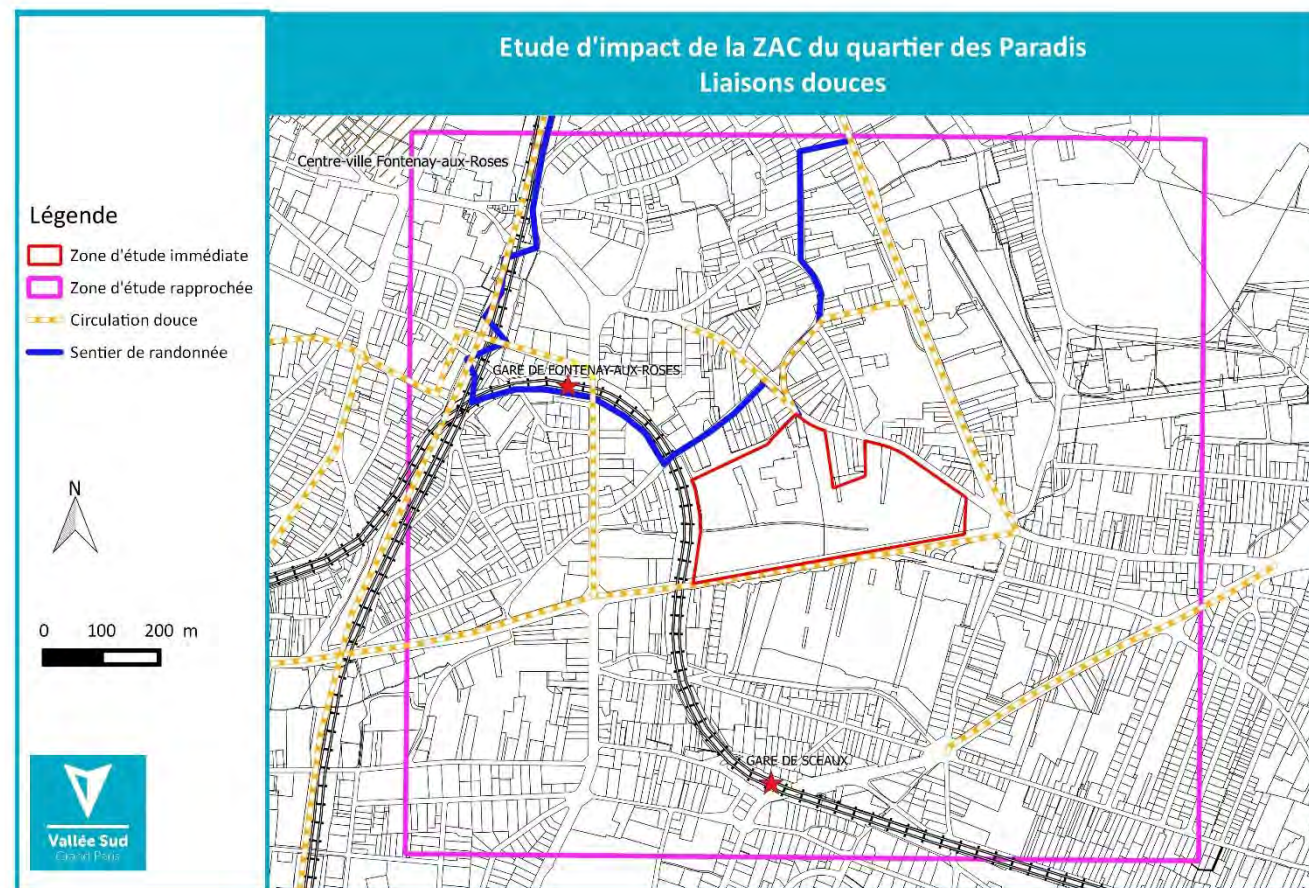 Etude d'impact de la ZAC du quartier des Paradis
Liaisons douces
Centre-ville Fontenay-aux-Roses
Légende
Zone d'étude immédiate
Zone d'étude rapprochée
Circulation douce
Sentier de randonnée
GARE DE FONTENAY-AUX-ROSES
N
0 100 200 m
GARE DE SCEAUX
Vallée Sud
Grand Paris